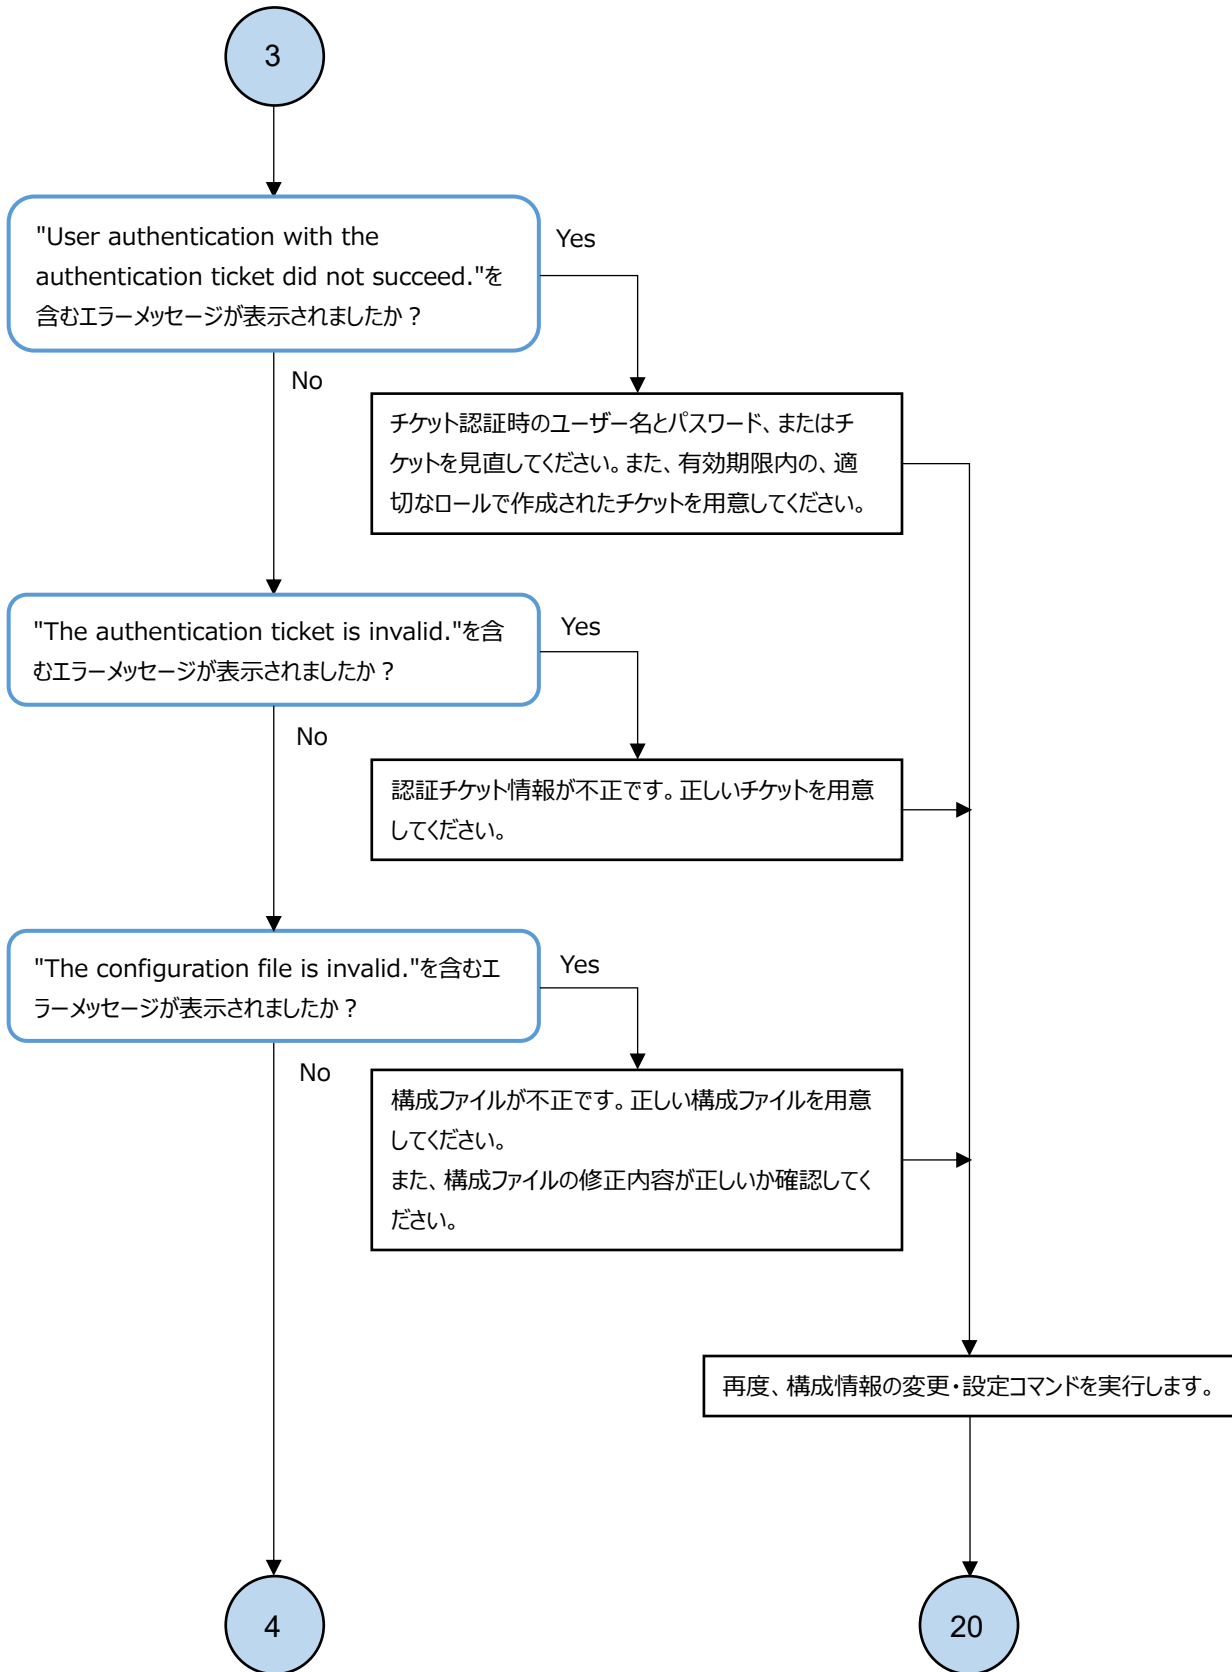 3
"User authentication with the
authentication ticket did not succeed."を
含むエラーメッセージが表示されましたか？
Yes
No
チケット認証時のユーザー名とパスワード、またはチ
ケットを見直してください。また、有効期限内の、適
切なロールで作成されたチケットを用意してください。
"The authentication ticket is invalid."を含
むエラーメッセージが表示されましたか？
Yes
No
認証チケット情報が不正です。正しいチケットを用意
してください。
"The configuration file is invalid."を含むエ
ラーメッセージが表示されましたか？
Yes
No
構成ファイルが不正です。正しい構成ファイルを用意
してください。
また、構成ファイルの修正内容が正しいか確認してく
ださい。
再度、構成情報の変更・設定コマンドを実行します。
4
20